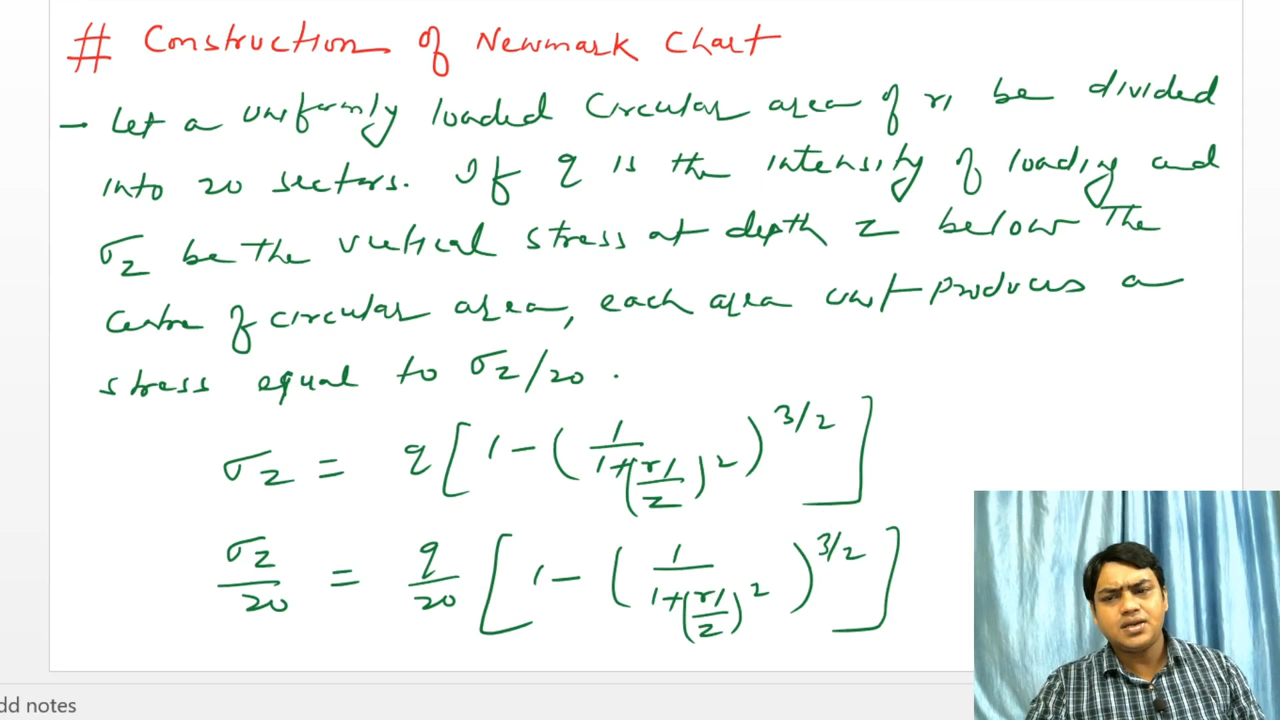 # Construction of Newmark Chart
→ Let a uniformly loaded Circular area of r1 be divided
into 20 sectors. If q is the intensity of loading and
σz be the vertical stress at depth z below The
Centre of circular area, each area unit produces a
stress equal to σz/20 .
σz = q [ 1 - ( 1 / 1+(r1/z)² )^3/2 ]
σz/20 = q/20 [ 1 - ( 1 / 1+(r1/z)² )^3/2 ]
dd notes